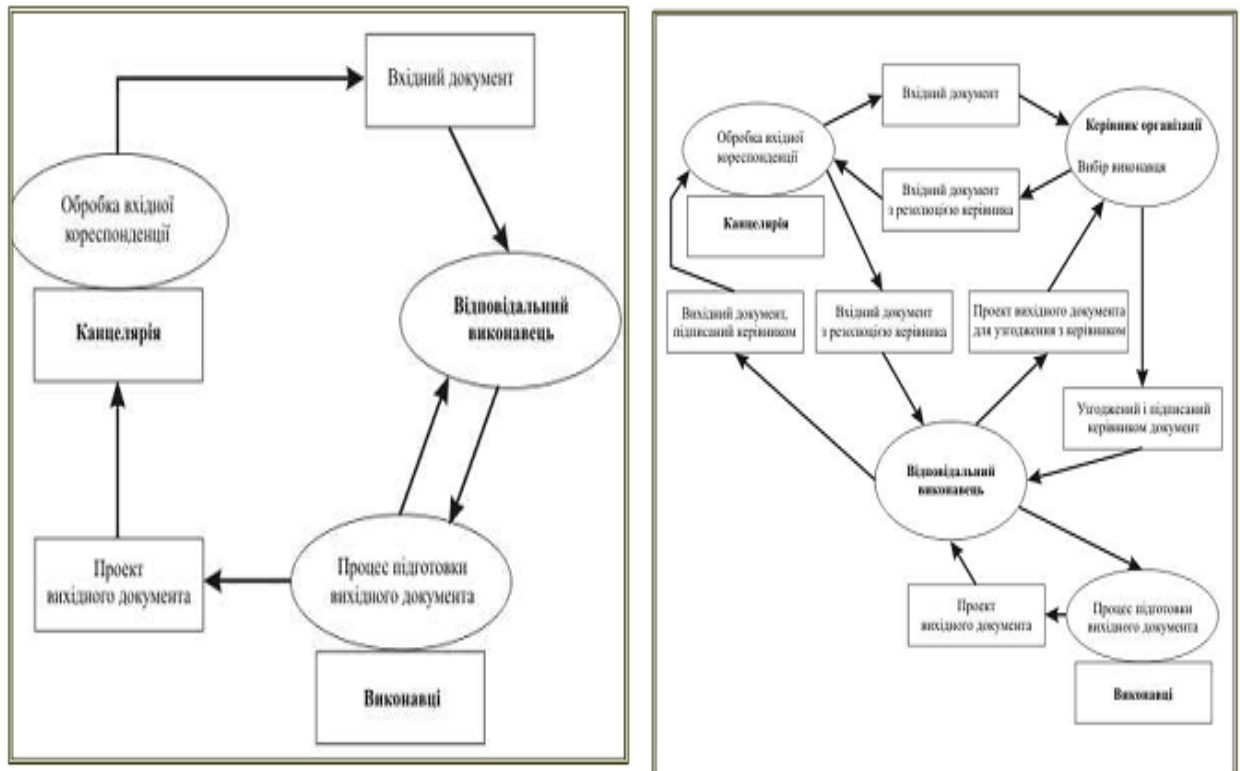 Вхідний документ
Обробка вхідної
кореспонденції
Канцелярія
Відповідальний
виконавець
Проект
вихідного документа
Процес підготовки
вихідного документа
Виконавці
Вхідний документ
Керівник організації
Вибір виконавця
Обробка вхідної
кореспонденції
Вхідний документ
з резолюцією керівника
Канцелярія
Вихідний документ,
підписаний керівником
Вхідний документ
з резолюцією керівника
Проект вихідного документа
для узгодження з керівником
Узгоджений і підписаний
керівником документ
Відповідальний
виконавець
Проект
вихідного документа
Процес підготовки
вихідного документа
Виконавці